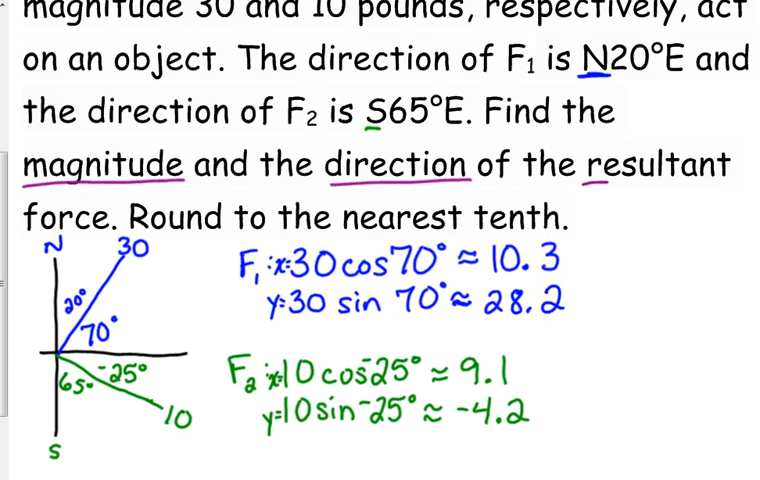 magnitude 30 and 10 pounds, respectively, act
on an object. The direction of F₁ is N20°E and
the direction of F₂ is S65°E. Find the
magnitude and the direction of the resultant
force. Round to the nearest tenth.
N
30
20°
70°
F₁: x=30 cos 70° ≈ 10.3
y=30 sin 70° ≈ 28.2
65°
-25°
10
S
F₂: x=10 cos -25° ≈ 9.1
y=10 sin -25° ≈ -4.2